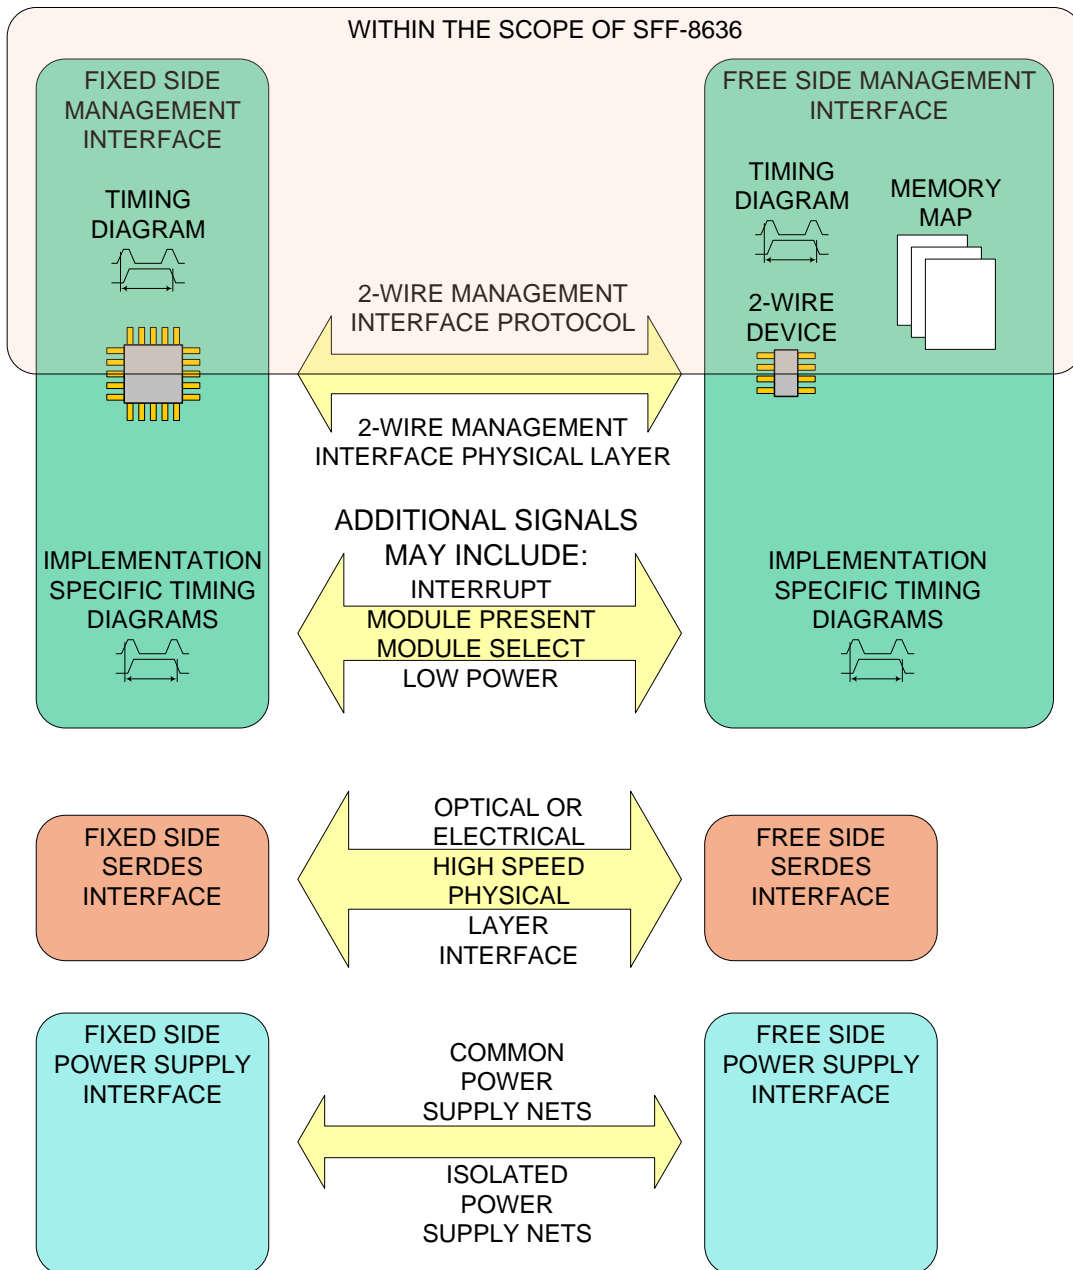 WITHIN THE SCOPE OF SFF-8636
FIXED SIDE
MANAGEMENT
INTERFACE
TIMING
DIAGRAM
FREE SIDE MANAGEMENT
INTERFACE
TIMING
DIAGRAM
MEMORY
MAP
2-WIRE
DEVICE
2-WIRE MANAGEMENT
INTERFACE PROTOCOL
2-WIRE MANAGEMENT
INTERFACE PHYSICAL LAYER
ADDITIONAL SIGNALS
MAY INCLUDE:
INTERRUPT
MODULE PRESENT
MODULE SELECT
LOW POWER
IMPLEMENTATION
SPECIFIC TIMING
DIAGRAMS
IMPLEMENTATION
SPECIFIC TIMING
DIAGRAMS
FIXED SIDE
SERDES
INTERFACE
OPTICAL OR
ELECTRICAL
HIGH SPEED
PHYSICAL
LAYER
INTERFACE
FREE SIDE
SERDES
INTERFACE
FIXED SIDE
POWER SUPPLY
INTERFACE
COMMON
POWER
SUPPLY NETS
ISOLATED
POWER
SUPPLY NETS
FREE SIDE
POWER SUPPLY
INTERFACE